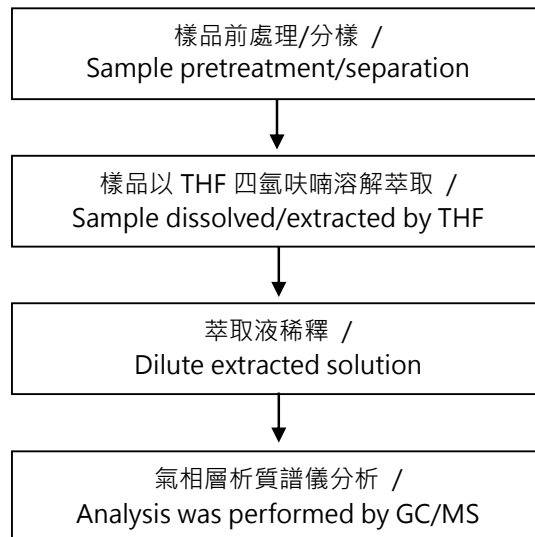 樣品前處理/分樣 /
Sample pretreatment/separation
樣品以 THF 四氫呋喃溶解萃取 /
Sample dissolved/extracted by THF
萃取液稀釋 /
Dilute extracted solution
氣相層析質譜儀分析 /
Analysis was performed by GC/MS